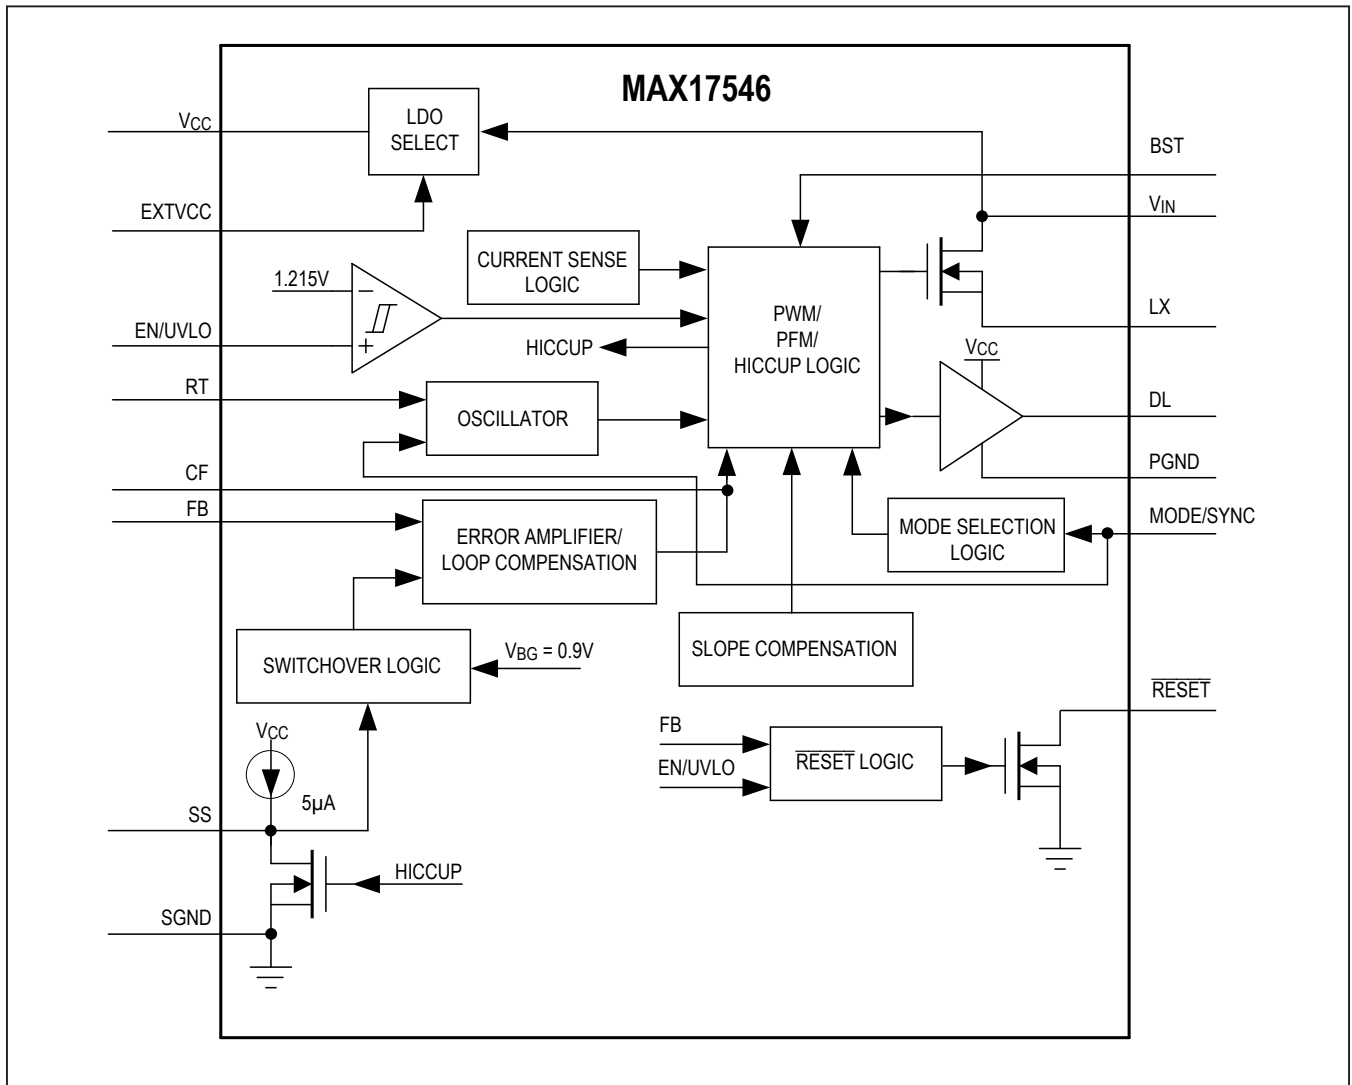 MAX17546
LDO
SELECT
VCC
BST
EXTVCC
VIN
CURRENT SENSE
LOGIC
1.215V
−
LX
PWM/
PFM/
HICCUP LOGIC
EN/UVLO
+
HICCUP
VCC
RT
OSCILLATOR
DL
CF
PGND
FB
ERROR AMPLIFIER/
LOOP COMPENSATION
MODE SELECTION
LOGIC
MODE/SYNC
SWITCHOVER LOGIC
VBG = 0.9V
SLOPE COMPENSATION
RESET
VCC
FB
RESET LOGIC
EN/UVLO
5µA
SS
HICCUP
SGND